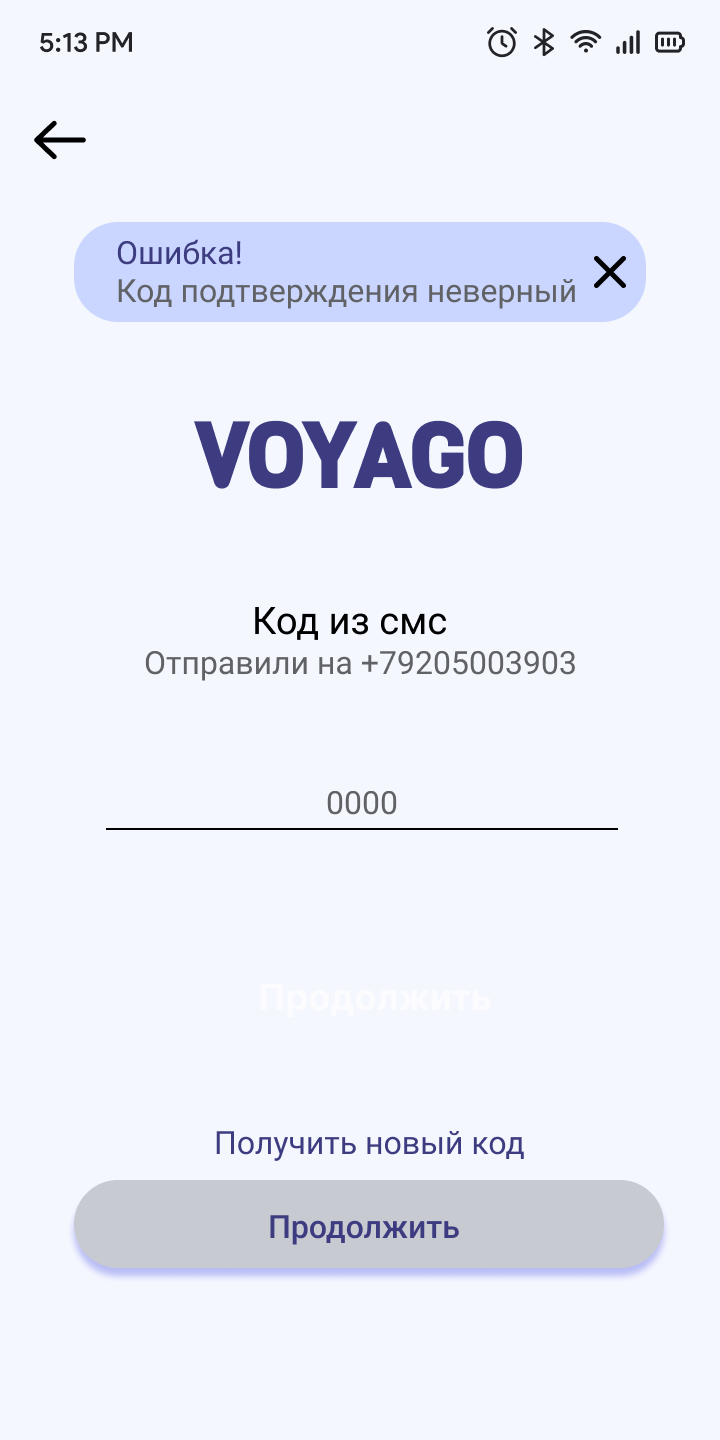 5:13 PM
Ошибка!
Код подтверждения неверный
VOYAGO
Код из смс
Отправили на +79205003903
0000
Продолжить
Получить новый код
Продолжить